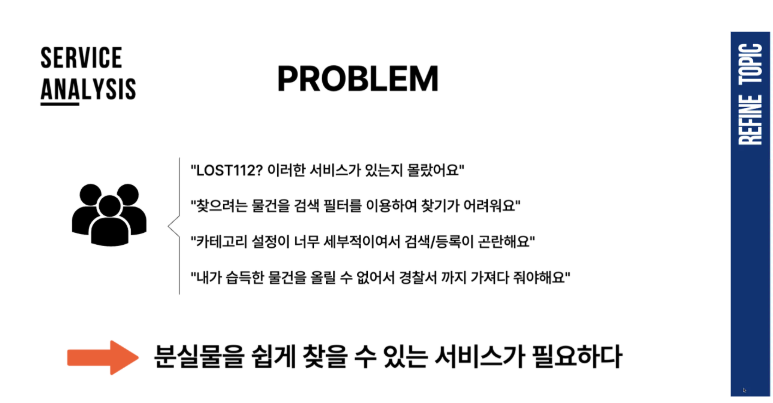 SERVICE
ANALYSIS
PROBLEM
REFINE TOPIC
"LOST112? 이러한 서비스가 있는지 몰랐어요"
"찾으려는 물건을 검색 필터를 이용하여 찾기가 어려워요"
"카테고리 설정이 너무 세부적이여서 검색/등록이 곤란해요"
"내가 습득한 물건을 올릴 수 없어서 경찰서 까지 가져다 줘야해요"
분실물을 쉽게 찾을 수 있는 서비스가 필요하다